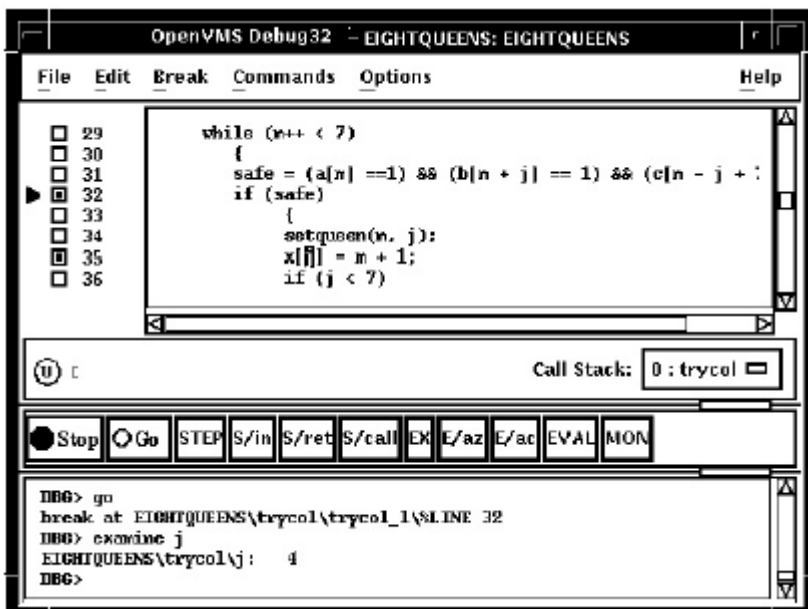 OpenVMS Debug32 - EIGHTQUEENS: EIGHTQUEENS
File Edit Break Commands Options Help
29 while (m++ < 7)
30 {
31 safe = (a[m] ==1) && (b[m + j] == 1) && (c[m - j +
32 if (safe)
33 {
34 setqueen(m, j);
35 x[j] = m + 1;
36 if (j < 7)
U
Call Stack: 0 : trycol
Stop Go STEP S/in S/ret S/call EX E/az E/ac EVAL MON
DBG> go
break at EIGHTQUEENS\trycol\trycol_1\%LINE 32
DBG> examine j
EIGHTQUEENS\trycol\j: 4
DBG>